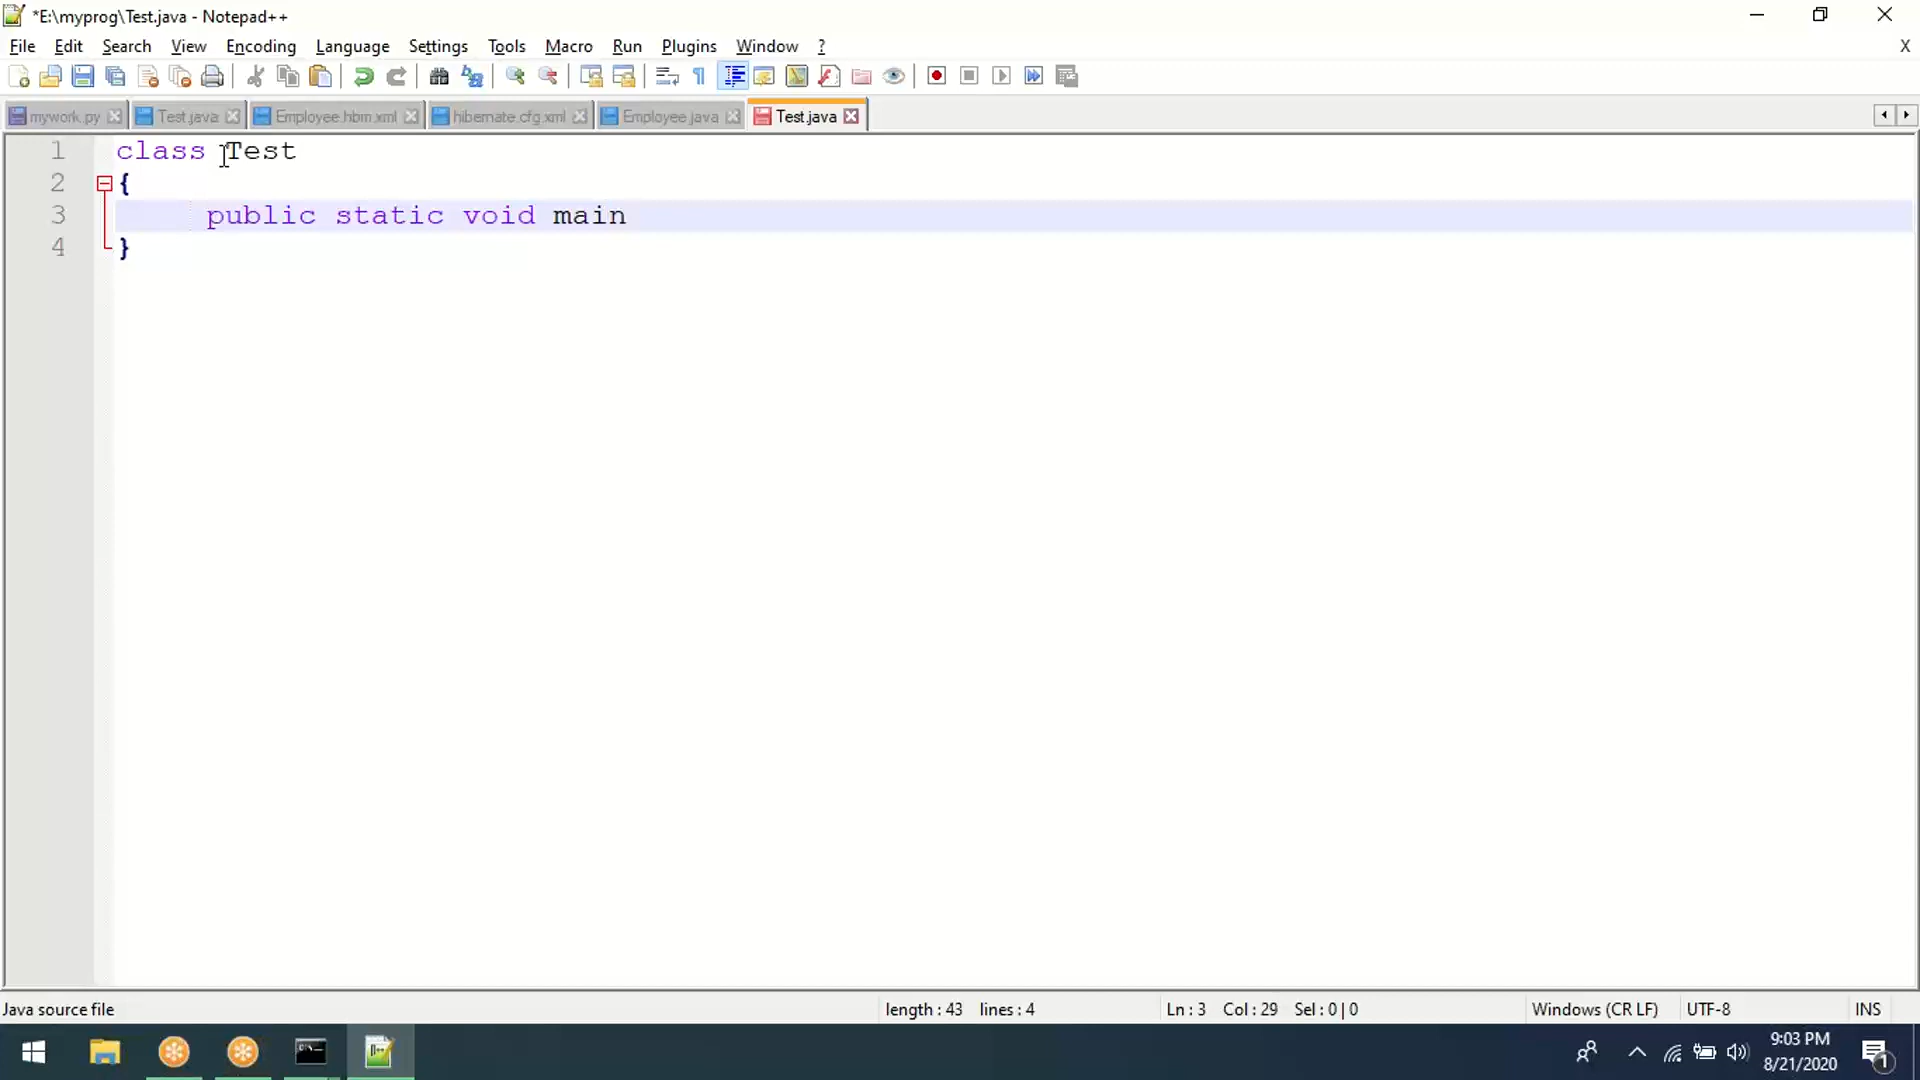 *E:\myprog\Test.java - Notepad++
File Edit Search View Encoding Language Settings Tools Macro Run Plugins Window ?
X
mywork.py Test.java Employee.hbm.xml hibernate.cfg.xml Employee.java Test.java
1 class Test
2 {
3 public static void main
4 }
Java source file length : 43 lines : 4 Ln : 3 Col : 29 Sel : 0 | 0 Windows (CR LF) UTF-8 INS
9:03 PM
8/21/2020
1